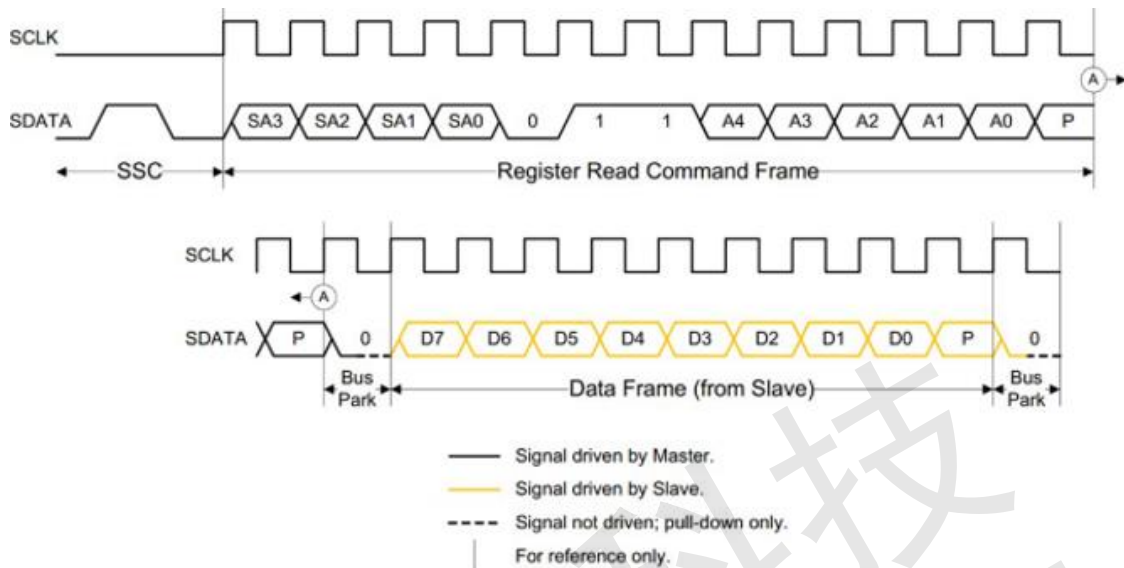 SCLK
A
SDATA SA3 SA2 SA1 SA0 0 1 1 A4 A3 A2 A1 A0 P
SSC Register Read Command Frame
SCLK
A
SDATA P 0 D7 D6 D5 D4 D3 D2 D1 D0 P 0
Bus Park Data Frame (from Slave) Bus Park
Signal driven by Master.
Signal driven by Slave.
Signal not driven; pull-down only.
For reference only.
科技